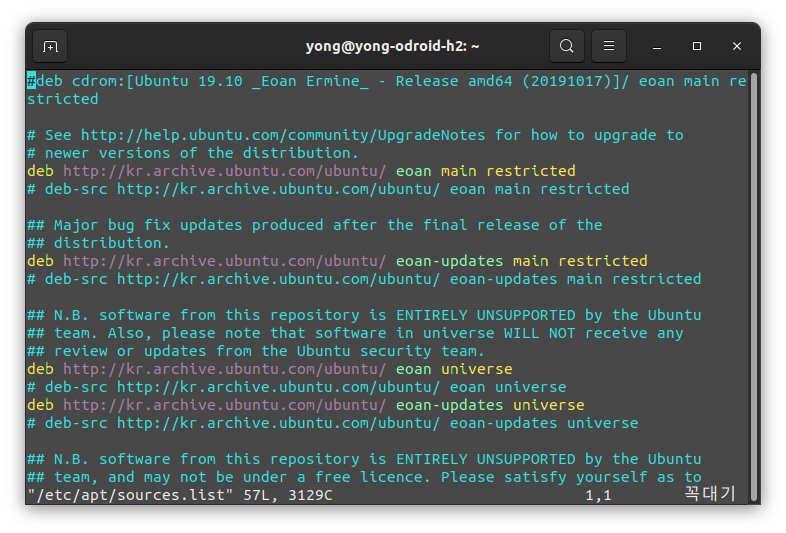 yong@yong-odroid-h2: ~
#deb cdrom:[Ubuntu 19.10 _Eoan Ermine_ - Release amd64 (20191017)]/ eoan main re
stricted
# See http://help.ubuntu.com/community/UpgradeNotes for how to upgrade to
# newer versions of the distribution.
deb http://kr.archive.ubuntu.com/ubuntu/ eoan main restricted
# deb-src http://kr.archive.ubuntu.com/ubuntu/ eoan main restricted
## Major bug fix updates produced after the final release of the
## distribution.
deb http://kr.archive.ubuntu.com/ubuntu/ eoan-updates main restricted
# deb-src http://kr.archive.ubuntu.com/ubuntu/ eoan-updates main restricted
## N.B. software from this repository is ENTIRELY UNSUPPORTED by the Ubuntu
## team. Also, please note that software in universe WILL NOT receive any
## review or updates from the Ubuntu security team.
deb http://kr.archive.ubuntu.com/ubuntu/ eoan universe
# deb-src http://kr.archive.ubuntu.com/ubuntu/ eoan universe
deb http://kr.archive.ubuntu.com/ubuntu/ eoan-updates universe
# deb-src http://kr.archive.ubuntu.com/ubuntu/ eoan-updates universe
## N.B. software from this repository is ENTIRELY UNSUPPORTED by the Ubuntu
## team, and may not be under a free licence. Please satisfy yourself as to
"/etc/apt/sources.list" 57L, 3129C 1,1 꼭대기